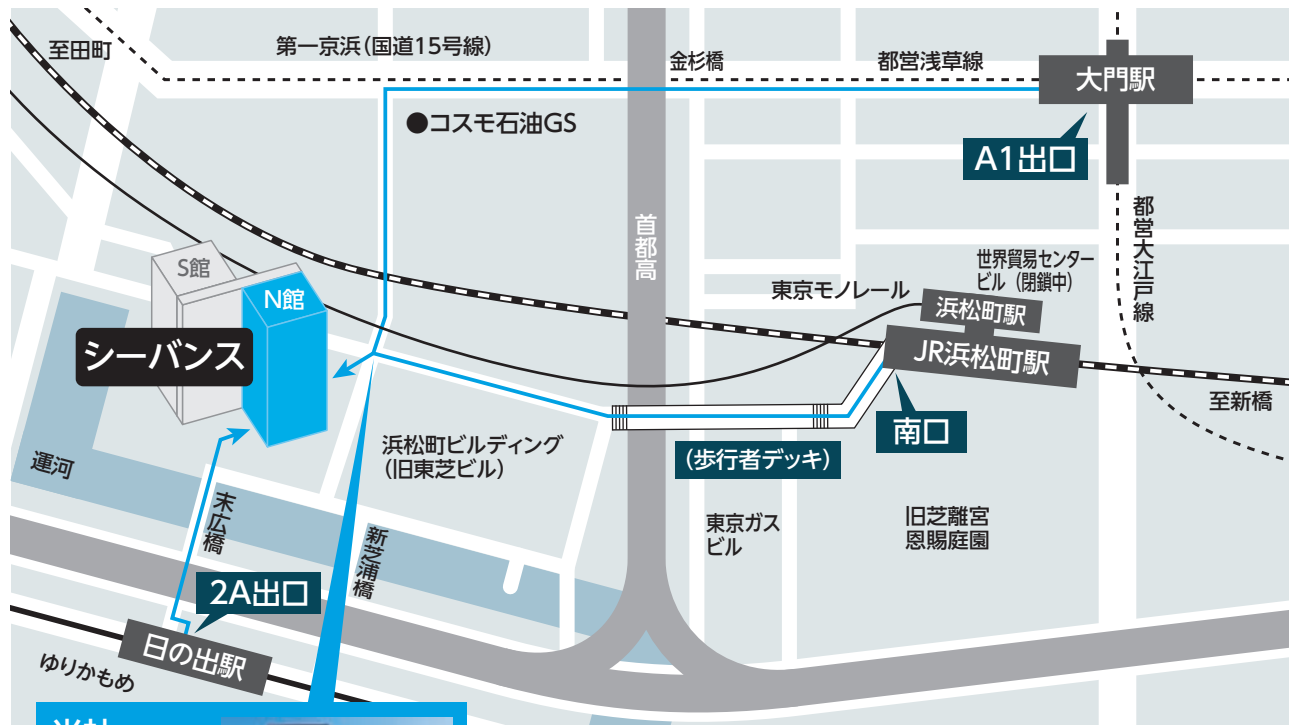 至田町
第一京浜（国道15号線）
金杉橋
都営浅草線
大門駅
●コスモ石油GS
A1出口
首都高
都営大江戸線
世界貿易センター
ビル（閉鎖中）
東京モノレール
浜松町駅
JR浜松町駅
至新橋
S館
N館
シーバンス
南口
（歩行者デッキ）
浜松町ビルディング
（旧東芝ビル）
運河
末広橋
新芝浦橋
東京ガス
ビル
旧芝離宮
恩賜庭園
2A出口
日の出駅
ゆりかもめ